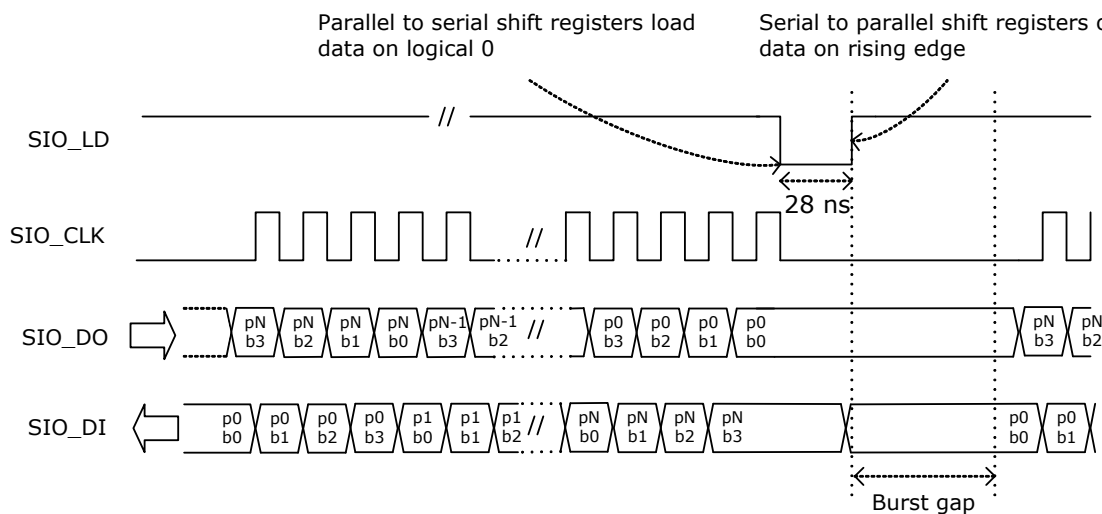 Parallel to serial shift registers load
data on logical 0
Serial to parallel shift registers
data on rising edge
SIO_LD
//
28 ns
SIO_CLK
//
SIO_DO
pN b3
pN b2
pN b1
pN b0
pN-1 b3
pN-1 b2
//
p0 b3
p0 b2
p0 b1
p0 b0
pN b3
pN b2
SIO_DI
p0 b0
p0 b1
p0 b2
p0 b3
p1 b0
p1 b1
p1 b2
//
pN b0
pN b1
pN b2
pN b3
p0 b0
p0 b1
Burst gap